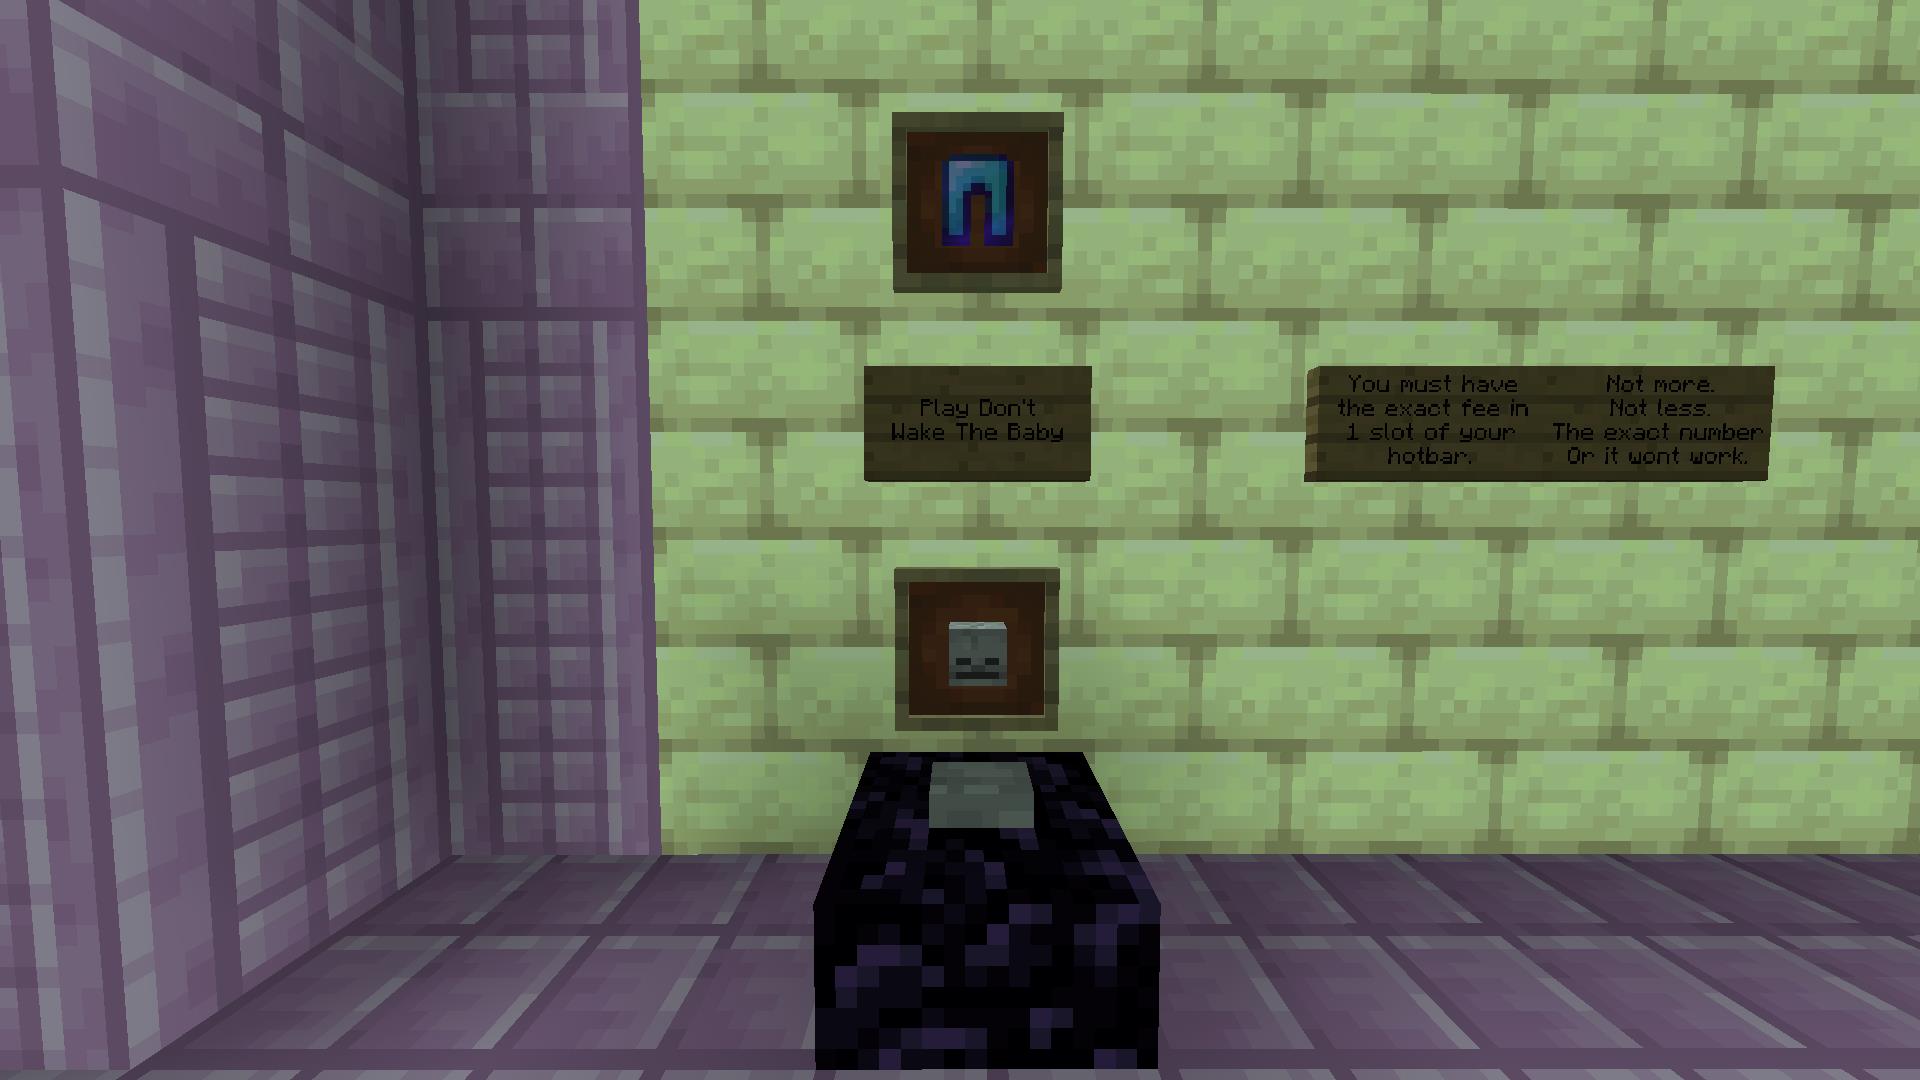 Play Don't
Wake The Baby
You must have
the exact fee in
1 slot of your
hotbar.
Not more.
Not less.
The exact number
Or it wont work.